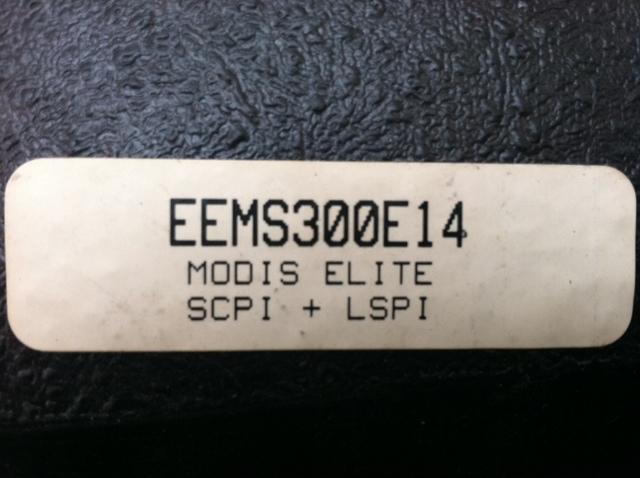 EEMS300E14
MODIS ELITE
SCPI + LSPI